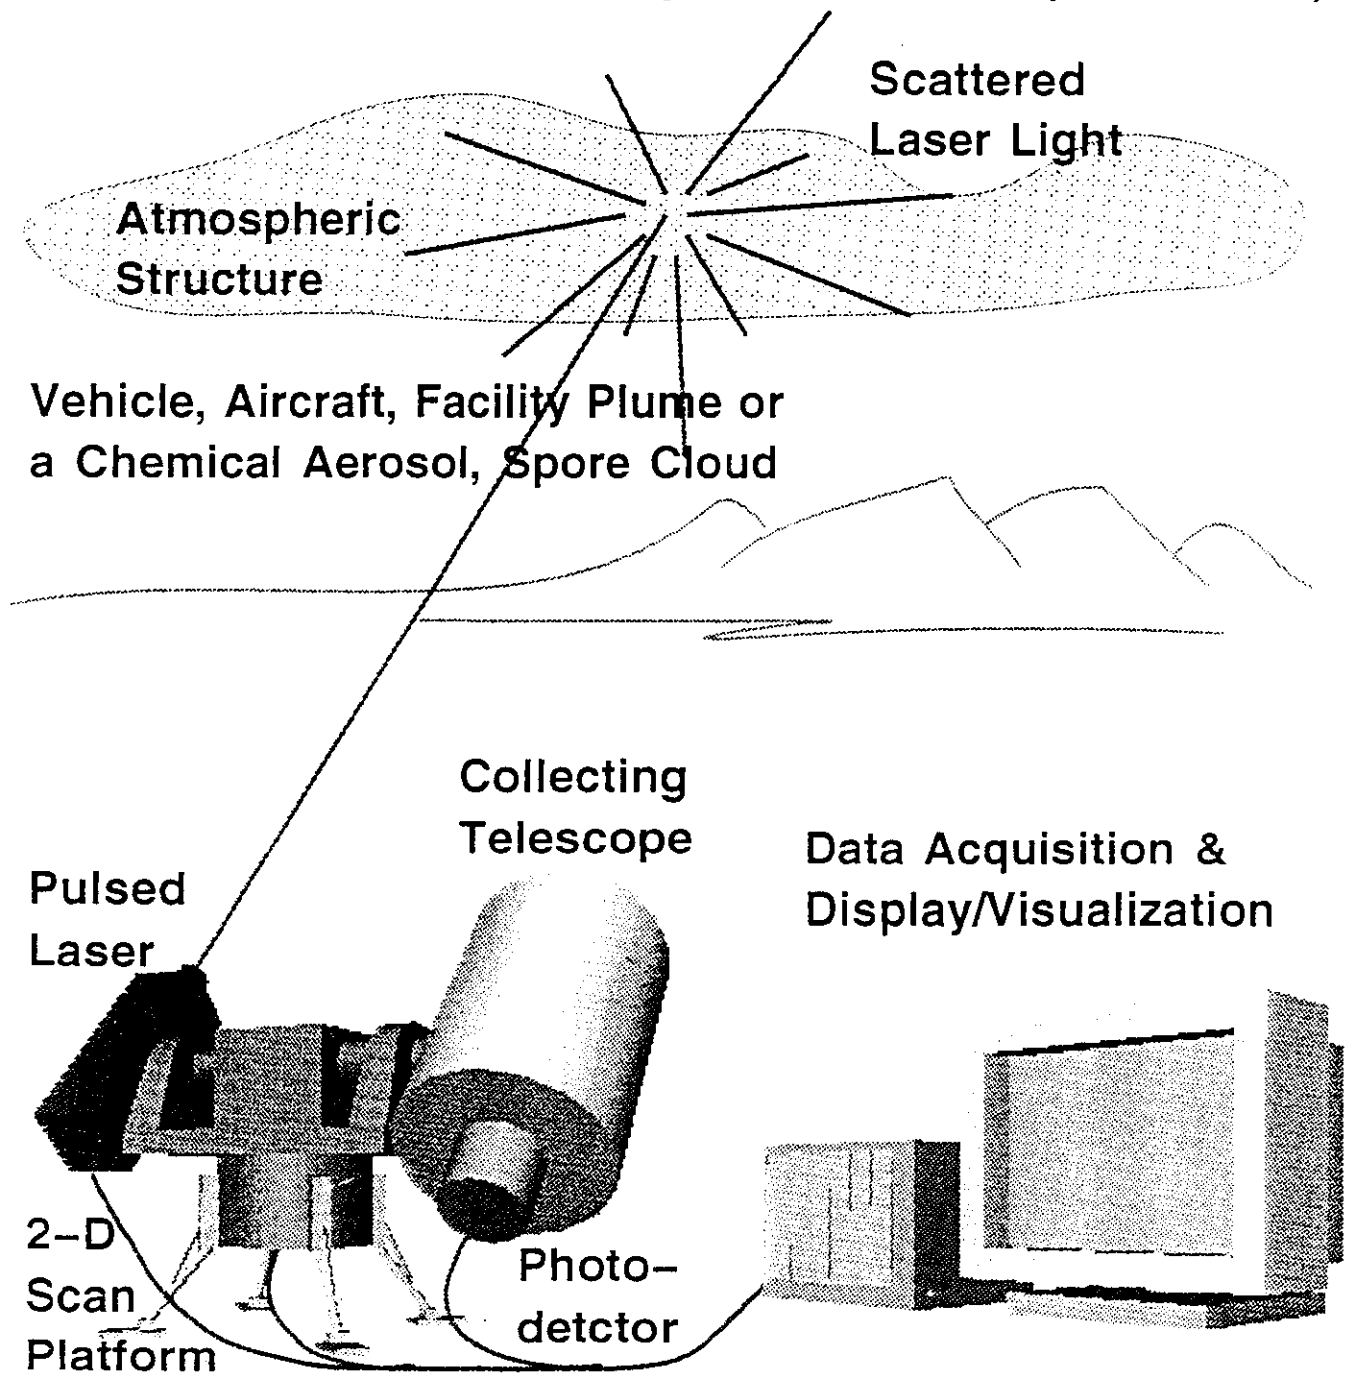 Scattered
Laser Light
Atmospheric
Structure
Vehicle, Aircraft, Facility Plume or
a Chemical Aerosol, Spore Cloud
Collecting
Telescope
Data Acquisition &
Display/Visualization
Pulsed
Laser
2-D
Scan
Platform
Photo-
detctor